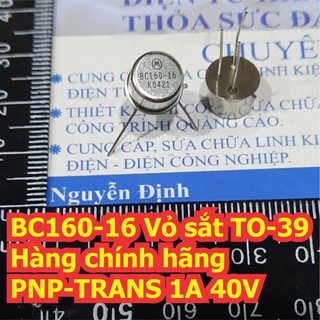 THỎA SỨC ĐA
CHUYÊ
CUNG C
ĐIỆN T
THIẾT K
SỬA CHỮA
CÔNG TRÌNH QUẢNG CÁO.
CUNG CẤP, SỬA CHỮA LINH K
ĐIỆN - ĐIỆN CÔNG NGHIỆP.
Nguyễn Định
BC160-16
K0421
BC160-16 Vỏ sắt TO-39
Hàng chính hãng
PNP-TRANS 1A 40V